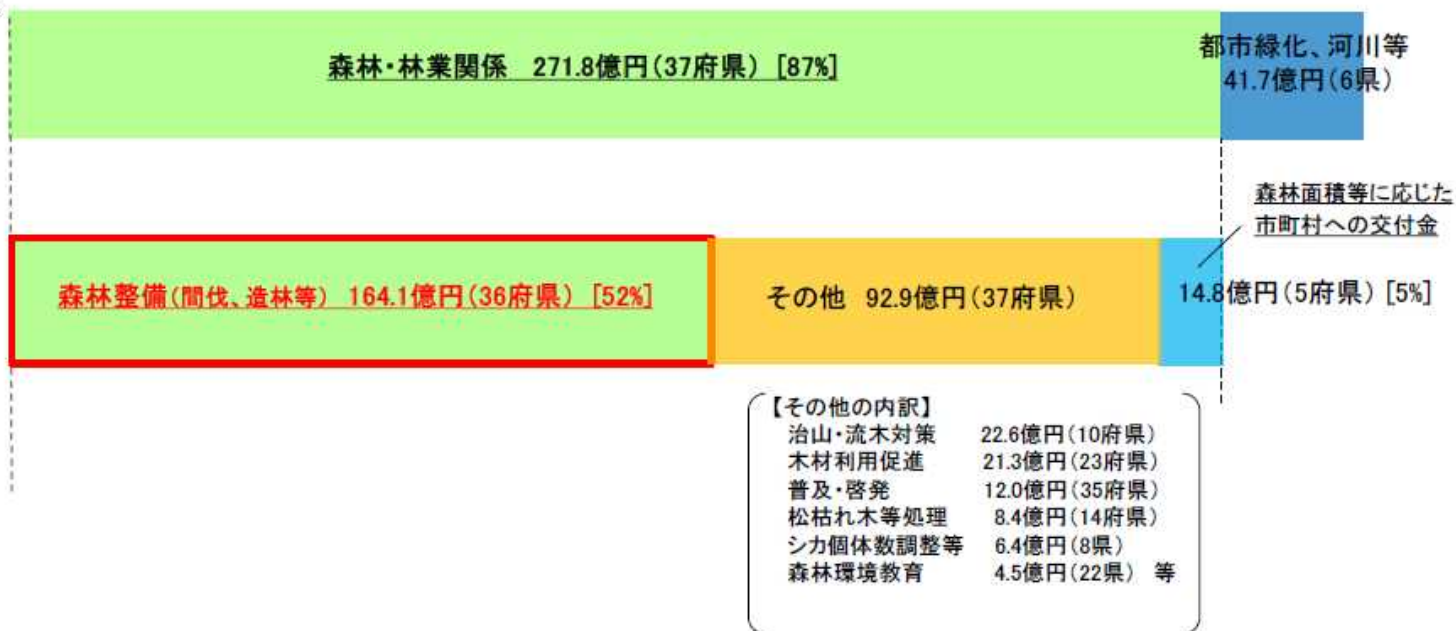 森林・林業関係 271.8億円(37府県) [87%]
都市緑化、河川等
41.7億円(6県)
森林面積等に応じた
市町村への交付金
森林整備(間伐、造林等) 164.1億円(36府県) [52%]
その他 92.9億円(37府県)
14.8億円(5府県) [5%]
【その他の内訳】
治山・流木対策 22.6億円(10府県)
木材利用促進 21.3億円(23府県)
普及・啓発 12.0億円(35府県)
松枯れ木等処理 8.4億円(14府県)
シカ個体数調整等 6.4億円(8県)
森林環境教育 4.5億円(22県) 等